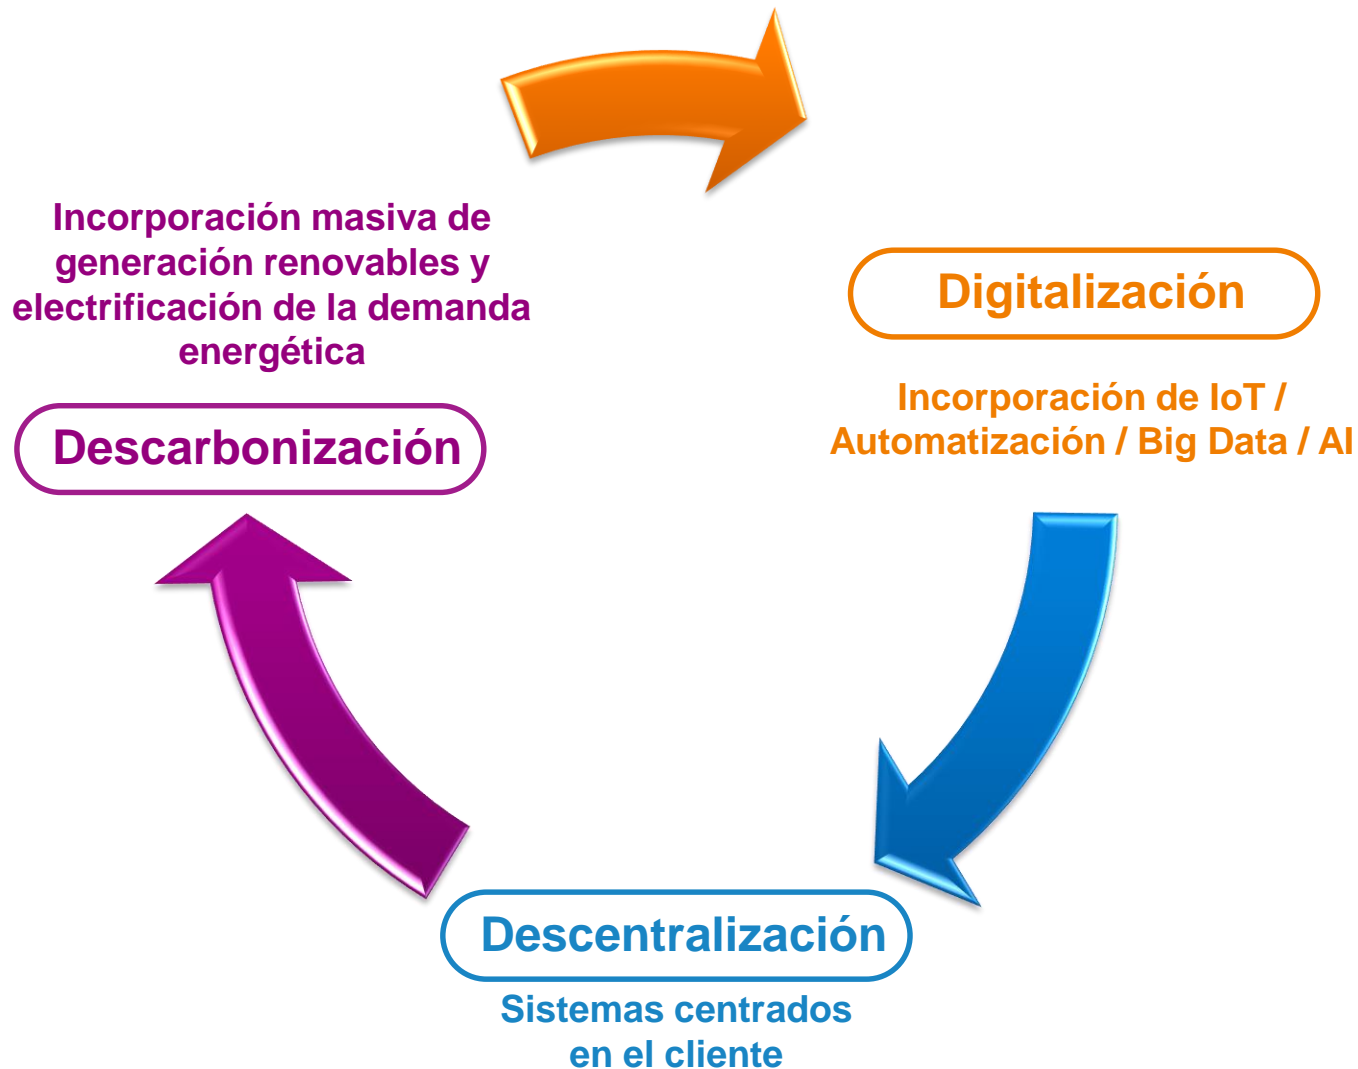 Incorporación masiva de
generación renovables y
electrificación de la demanda
energética
Descarbonización
Digitalización
Incorporación de IoT /
Automatización / Big Data / AI
Descentralización
Sistemas centrados
en el cliente